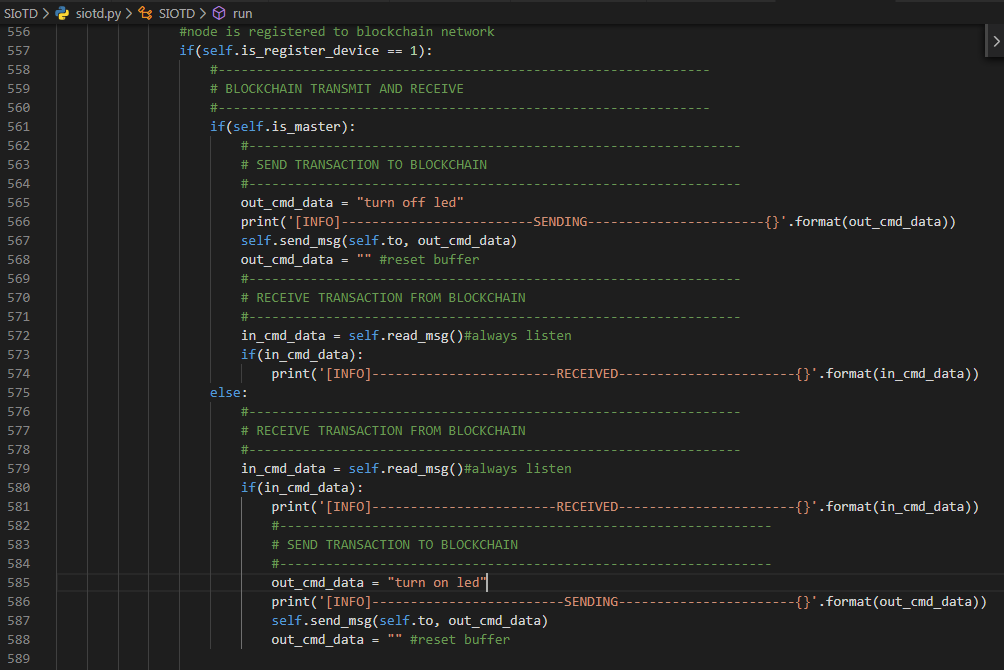 SIoTD > siotd.py > SIOTD > run
556 #node is registered to blockchain network
557 if(self.is_register_device == 1):
558 #----------------------------------------------------------------
559 # BLOCKCHAIN TRANSMIT AND RECEIVE
560 #----------------------------------------------------------------
561 if(self.is_master):
562 #----------------------------------------------------------------
563 # SEND TRANSACTION TO BLOCKCHAIN
564 #----------------------------------------------------------------
565 out_cmd_data = "turn off led"
566 print('[INFO]-------------------------SENDING-----------------------{}'.format(out_cmd_data))
567 self.send_msg(self.to, out_cmd_data)
568 out_cmd_data = "" #reset buffer
569 #----------------------------------------------------------------
570 # RECEIVE TRANSACTION FROM BLOCKCHAIN
571 #----------------------------------------------------------------
572 in_cmd_data = self.read_msg()#always listen
573 if(in_cmd_data):
574 print('[INFO]------------------------RECEIVED-----------------------{}'.format(in_cmd_data))
575 else:
576 #----------------------------------------------------------------
577 # RECEIVE TRANSACTION FROM BLOCKCHAIN
578 #----------------------------------------------------------------
579 in_cmd_data = self.read_msg()#always listen
580 if(in_cmd_data):
581 print('[INFO]------------------------RECEIVED-----------------------{}'.format(in_cmd_data))
582 #----------------------------------------------------------------
583 # SEND TRANSACTION TO BLOCKCHAIN
584 #----------------------------------------------------------------
585 out_cmd_data = "turn on led"
586 print('[INFO]-------------------------SENDING-----------------------{}'.format(out_cmd_data))
587 self.send_msg(self.to, out_cmd_data)
588 out_cmd_data = "" #reset buffer
589